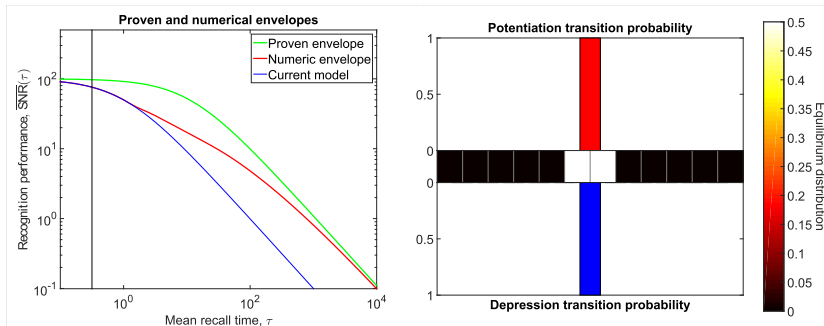 Proven and numerical envelopes
Proven envelope
Numeric envelope
Current model
Recognition performance, SNR(τ)
10^2
10^1
10^0
10^-1
10^0
10^2
10^4
Mean recall time, τ
Potentiation transition probability
1
0.5
0
0
0.5
1
Depression transition probability
0.5
0.45
0.4
0.35
0.3
0.25
0.2
0.15
0.1
0.05
0
Equilibrium distribution